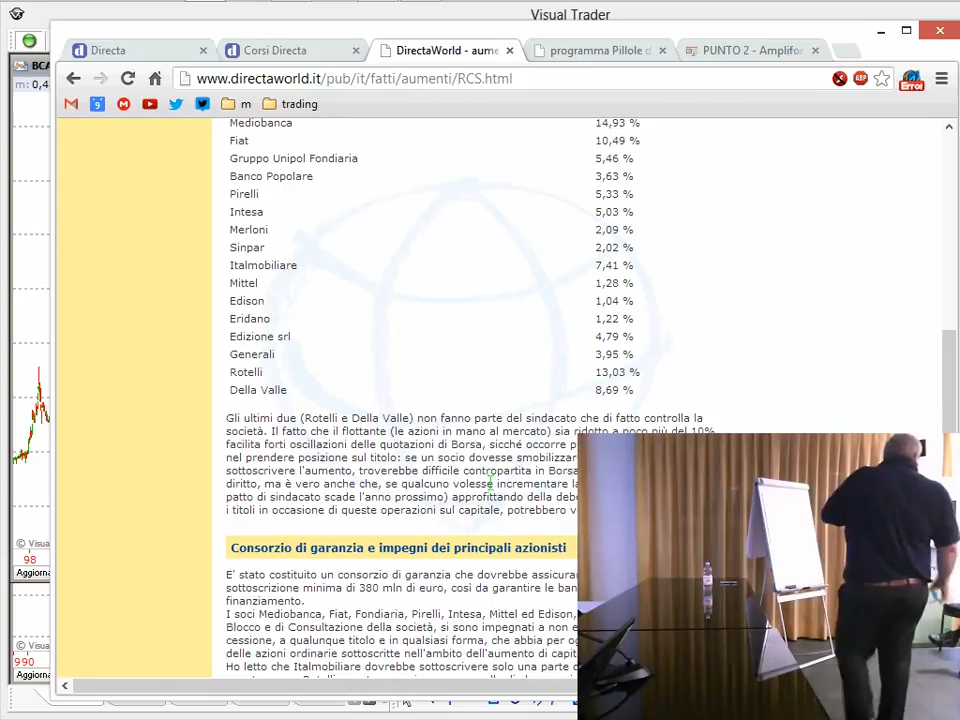 Visual Trader
Directa
Corsi Directa
DirectaWorld - aume
programma Pillole d
PUNTO 2 - Amplifor
www.directaworld.it/pub/it/fatti/aumenti/RCS.html
ABP
Error
9
m
trading
BCA
m: 0,4
Mediobanca 14,93 %
Fiat 10,49 %
Gruppo Unipol Fondiaria 5,46 %
Banco Popolare 3,63 %
Pirelli 5,33 %
Intesa 5,03 %
Merloni 2,09 %
Sinpar 2,02 %
Italmobiliare 7,41 %
Mittel 1,28 %
Edison 1,04 %
Eridano 1,22 %
Edizione srl 4,79 %
Generali 3,95 %
Rotelli 13,03 %
Della Valle 8,69 %
Gli ultimi due (Rotelli e Della Valle) non fanno parte del sindacato che di fatto controlla la
società. Il fatto che il flottante (le azioni in mano al mercato) sia ridotto a poco più del 10%
facilita forti oscillazioni delle quotazioni di Borsa, sicché occorre p
nel prendere posizione sul titolo: se un socio dovesse smobilizzar
sottoscrivere l'aumento, troverebbe difficile contropartita in Borsa
diritto, ma è vero anche che, se qualcuno volesse incrementare la
patto di sindacato scade l'anno prossimo) approfittando della debo
i titoli in occasione di queste operazioni sul capitale, potrebbero v
Consorzio di garanzia e impegni dei principali azionisti
E' stato costituito un consorzio di garanzia che dovrebbe assicurar
sottoscrizione minima di 380 mln di euro, così da garantire le ban
finanziamento.
I soci Mediobanca, Fiat, Fondiaria, Pirelli, Intesa, Mittel ed Edison,
Blocco e di Consultazione della società, si sono impegnati a non e
cessione, a qualunque titolo e in qualsiasi forma, che abbia per og
delle azioni ordinarie sottoscritte nell'ambito dell'aumento di capit
Ho letto che Italmobiliare dovrebbe sottoscrivere solo una parte d
© Visua
98
Aggiorna
© Visua
990
Aggiorna